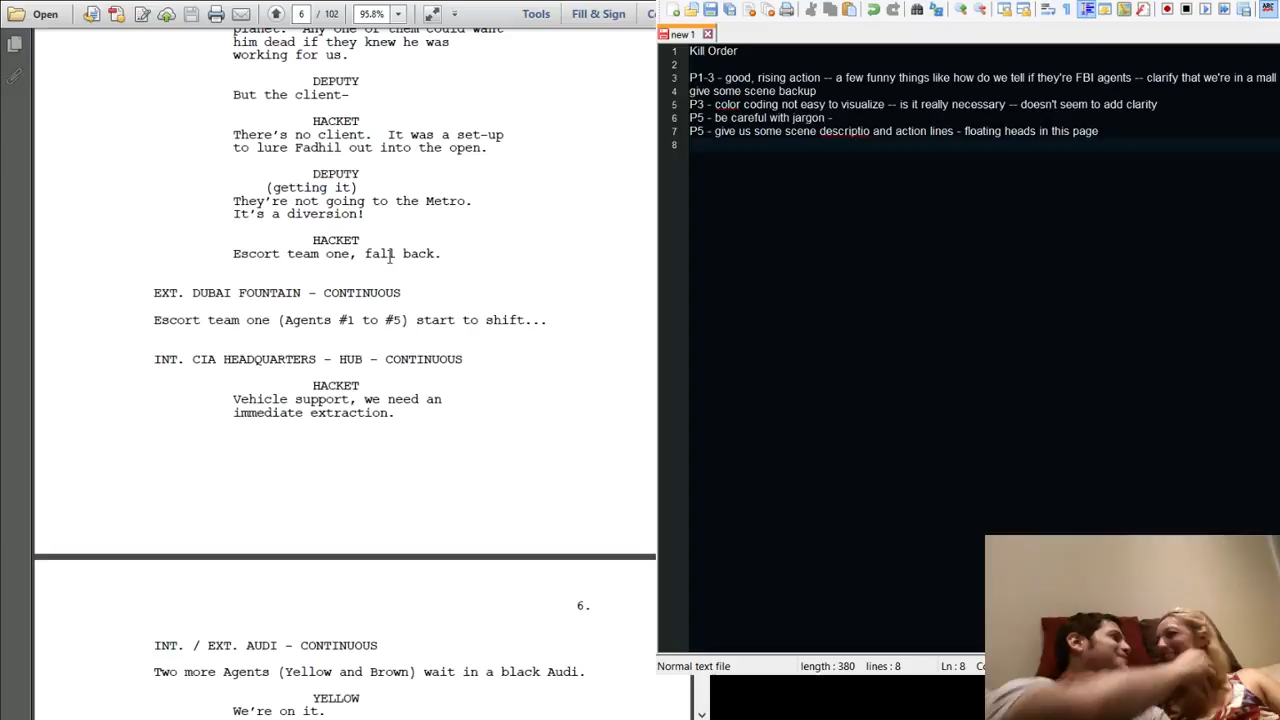 Open
6 / 102
95.8%
Tools
Fill & Sign
new 1
planet. Any one of them could want
him dead if they knew he was
working for us.
DEPUTY
But the client-
HACKET
There's no client. It was a set-up
to lure Fadhil out into the open.
DEPUTY
(getting it)
They're not going to the Metro.
It's a diversion!
HACKET
Escort team one, fall back.
EXT. DUBAI FOUNTAIN - CONTINUOUS
Escort team one (Agents #1 to #5) start to shift...
INT. CIA HEADQUARTERS - HUB - CONTINUOUS
HACKET
Vehicle support, we need an
immediate extraction.
6.
INT. / EXT. AUDI - CONTINUOUS
Two more Agents (Yellow and Brown) wait in a black Audi.
YELLOW
We're on it.
1 Kill Order
2
3 P1-3 - good, rising action -- a few funny things like how do we tell if they're FBI agents -- clarify that we're in a mall
4 give some scene backup
5 P3 - color coding not easy to visualize -- is it really necessary -- doesn't seem to add clarity
6 P5 - be careful with jargon -
7 P5 - give us some scene descriptio and action lines - floating heads in this page
8
Normal text file
length : 380
lines : 8
Ln : 8